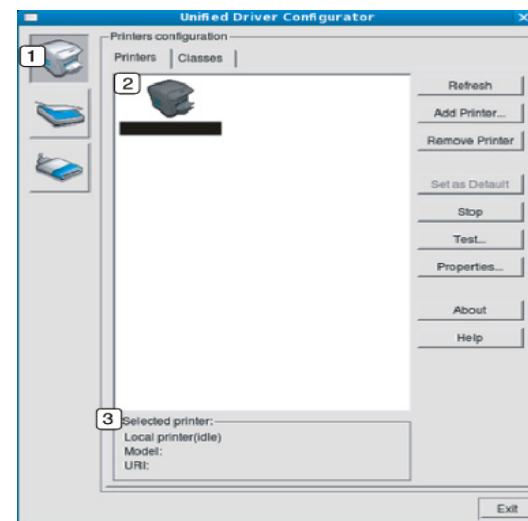 Unified Driver Configurator
Printers configuration
1
Printers Classes
2
Refresh
Add Printer...
Remove Printer
Set as Default
Stop
Test...
Properties...
About
Help
3
Selected printer:
Local printer(idle)
Model:
URI:
Exit